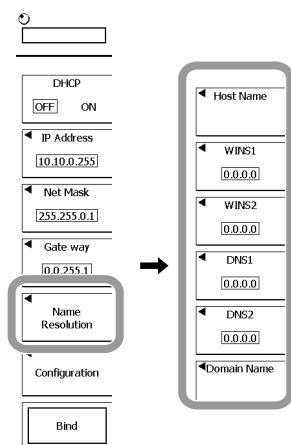 DHCP
OFF ON
IP Address
10.10.0.255
Net Mask
255.255.0.1
Gate way
0.0.255.1
Name
Resolution
Configuration
Bind
Host Name
WINS1
0.0.0.0
WINS2
0.0.0.0
DNS1
0.0.0.0
DNS2
0.0.0.0
Domain Name